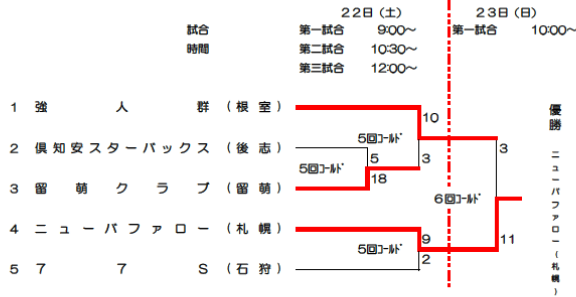 22日（土） 23日（日）
試合 第一試合 9:00～ 第一試合 10:00～
時間 第二試合 10:30～
第三試合 12:00～
1 強人群 （根室）
10
2 倶知安スターバックス （後志）
5回ｺｰﾙﾄﾞ
5
3
3
5回ｺｰﾙﾄﾞ
3 留萌クラブ （留萌）
18
6回ｺｰﾙﾄﾞ
4 ニューバファロー （札幌）
9
11
5回ｺｰﾙﾄﾞ
2
5 77S （石狩）
優勝
ニューバファロー（札幌）